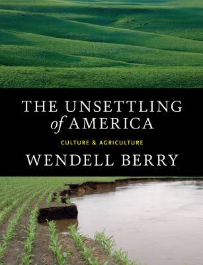 THE UNSETTLING
of AMERICA
CULTURE & AGRICULTURE
WENDELL BERRY